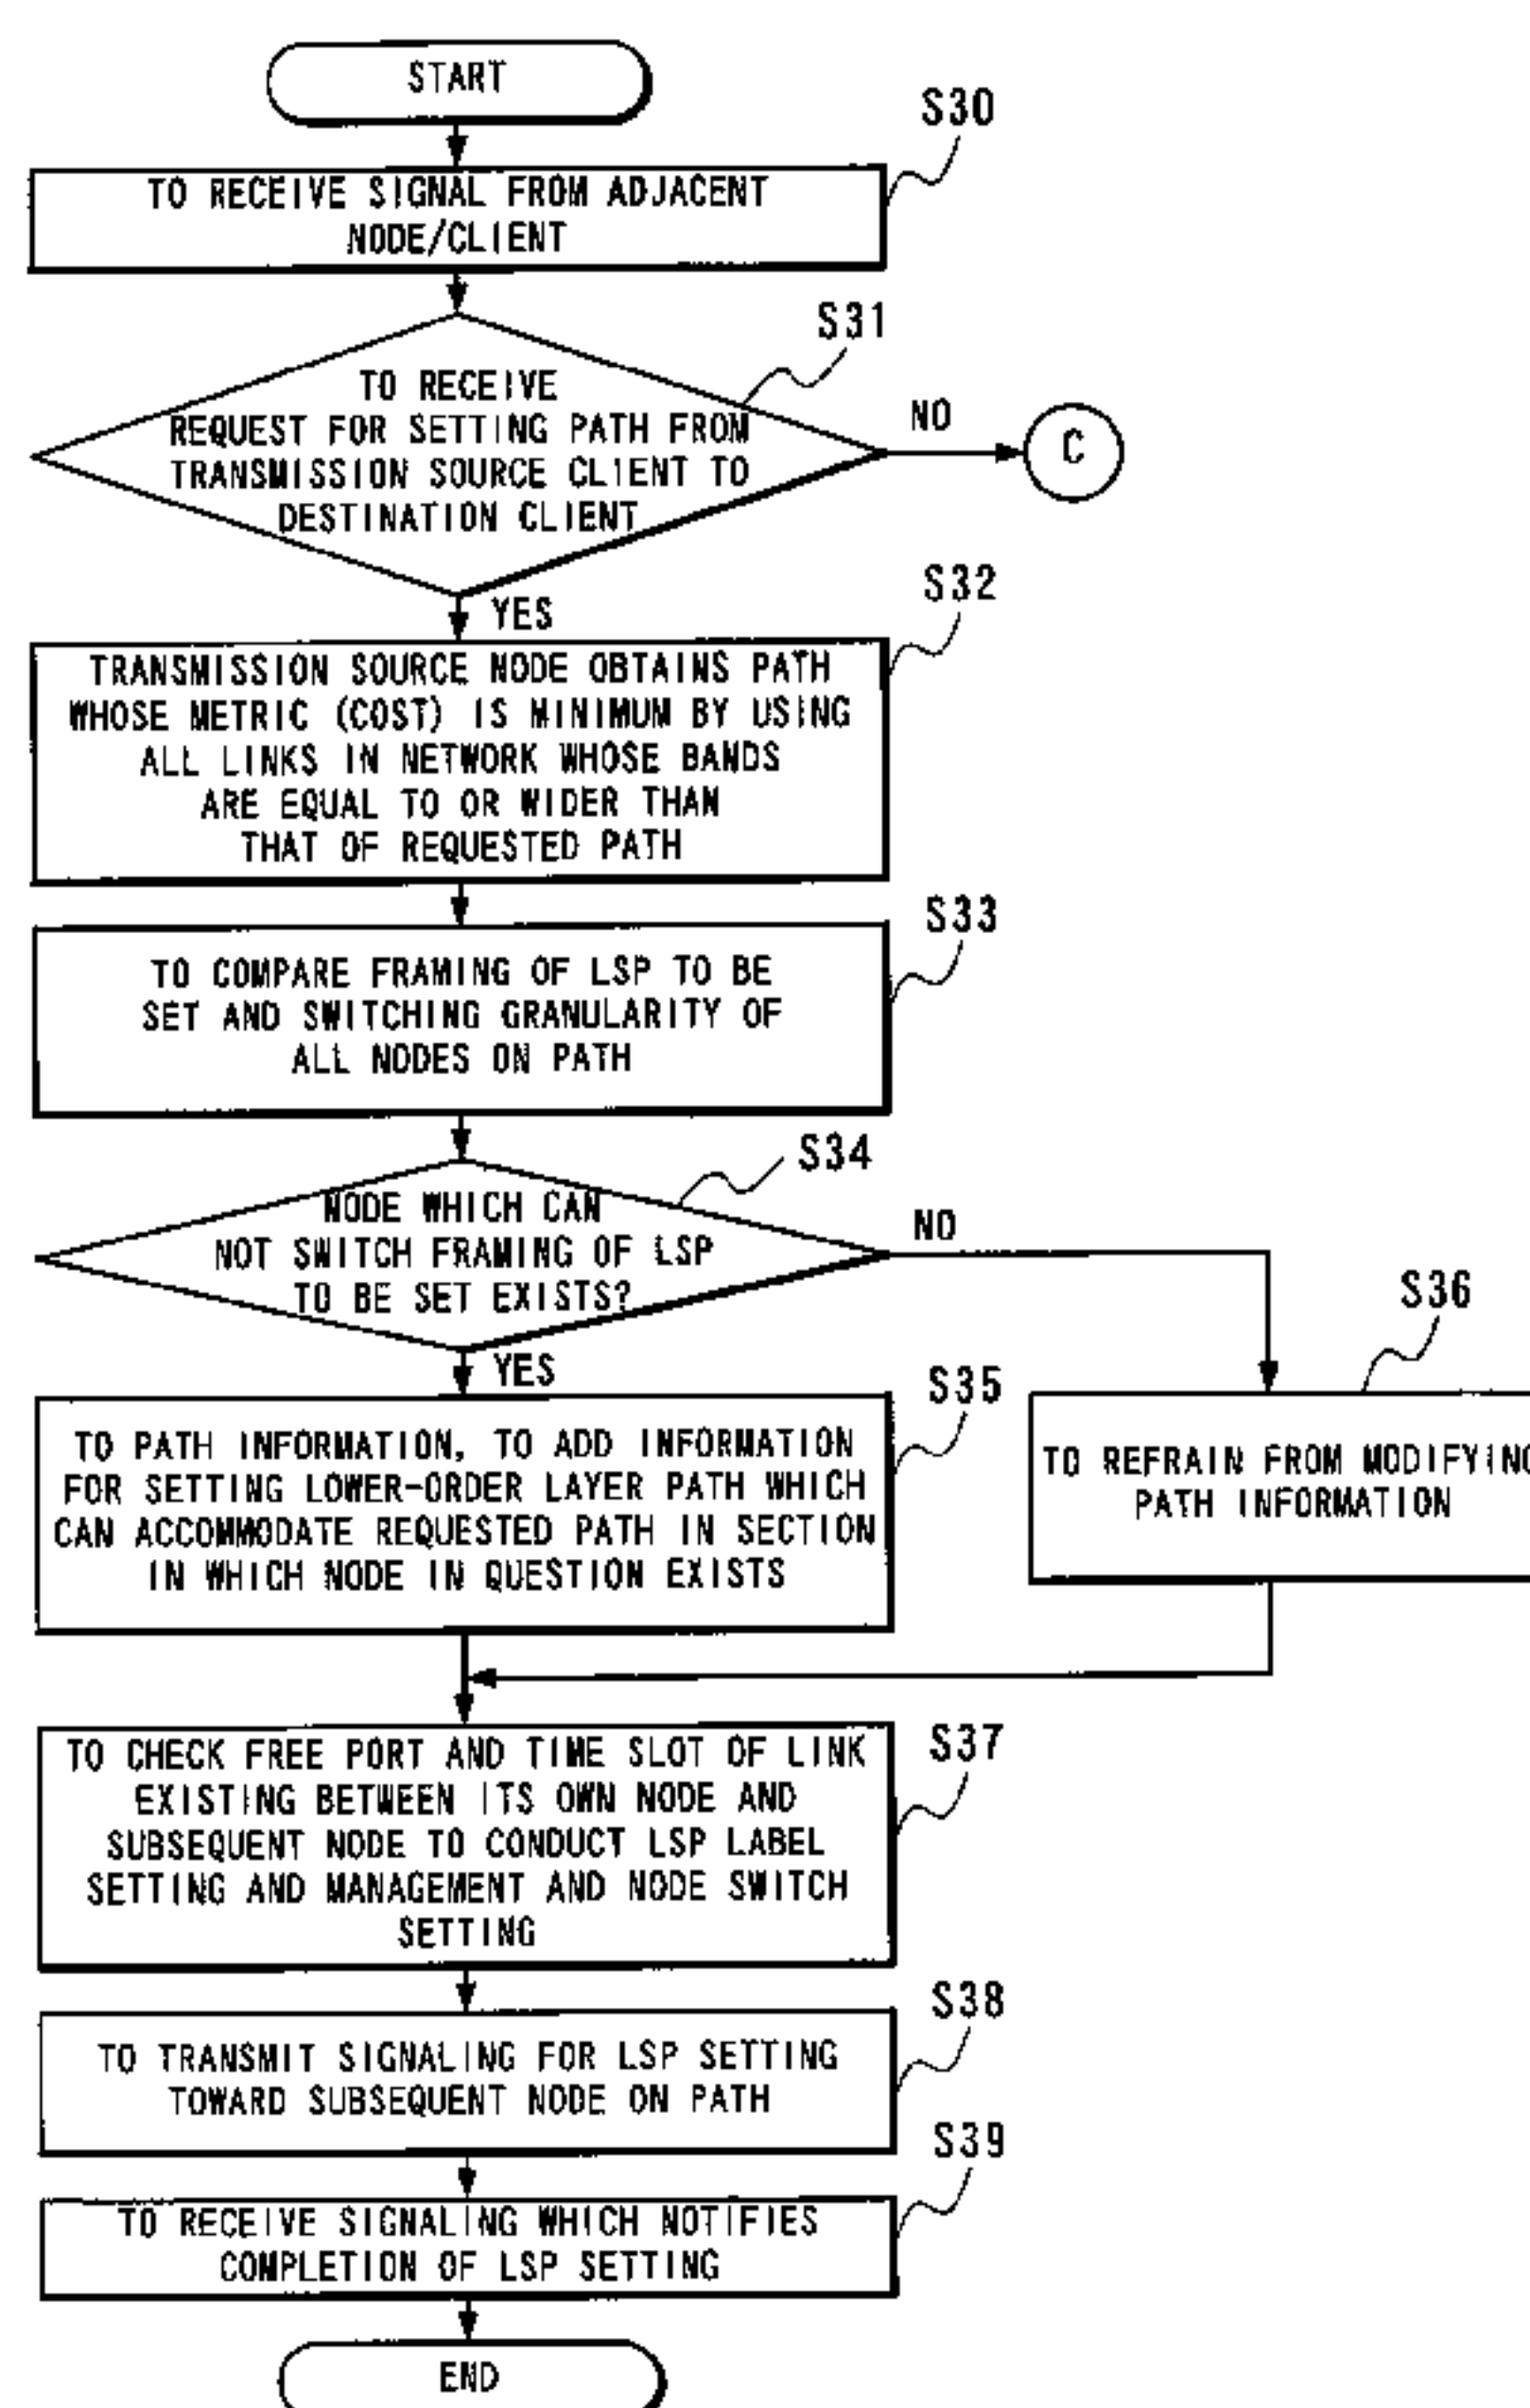 START
S30
TO RECEIVE SIGNAL FROM ADJACENT
NODE/CLIENT
S31
TO RECEIVE
REQUEST FOR SETTING PATH FROM
TRANSMISSION SOURCE CLIENT TO
DESTINATION CLIENT
NO
C
YES
S32
TRANSMISSION SOURCE NODE OBTAINS PATH
WHOSE METRIC (COST) IS MINIMUM BY USING
ALL LINKS IN NETWORK WHOSE BANDS
ARE EQUAL TO OR WIDER THAN
THAT OF REQUESTED PATH
S33
TO COMPARE FRAMING OF LSP TO BE
SET AND SWITCHING GRANULARITY OF
ALL NODES ON PATH
S34
NODE WHICH CAN
NOT SWITCH FRAMING OF LSP
TO BE SET EXISTS?
NO
YES
S35
TO PATH INFORMATION, TO ADD INFORMATION
FOR SETTING LOWER-ORDER LAYER PATH WHICH
CAN ACCOMMODATE REQUESTED PATH IN SECTION
IN WHICH NODE IN QUESTION EXISTS
S36
TO REFRAIN FROM MODIFYING
PATH INFORMATION
S37
TO CHECK FREE PORT AND TIME SLOT OF LINK
EXISTING BETWEEN ITS OWN NODE AND
SUBSEQUENT NODE TO CONDUCT LSP LABEL
SETTING AND MANAGEMENT AND NODE SWITCH
SETTING
S38
TO TRANSMIT SIGNALING FOR LSP SETTING
TOWARD SUBSEQUENT NODE ON PATH
S39
TO RECEIVE SIGNALING WHICH NOTIFIES
COMPLETION OF LSP SETTING
END